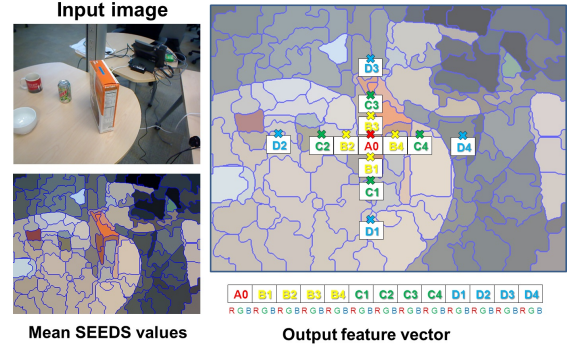 Input image
D3
C3
B3
D2 C2 B2 A0 B4 C4 D4
B1
C1
D1
A0 B1 B2 B3 B4 C1 C2 C3 C4 D1 D2 D3 D4
R G B R G B R G B R G B R G B R G B R G B R G B R G B R G B R G B R G B R G B
Mean SEEDS values
Output feature vector